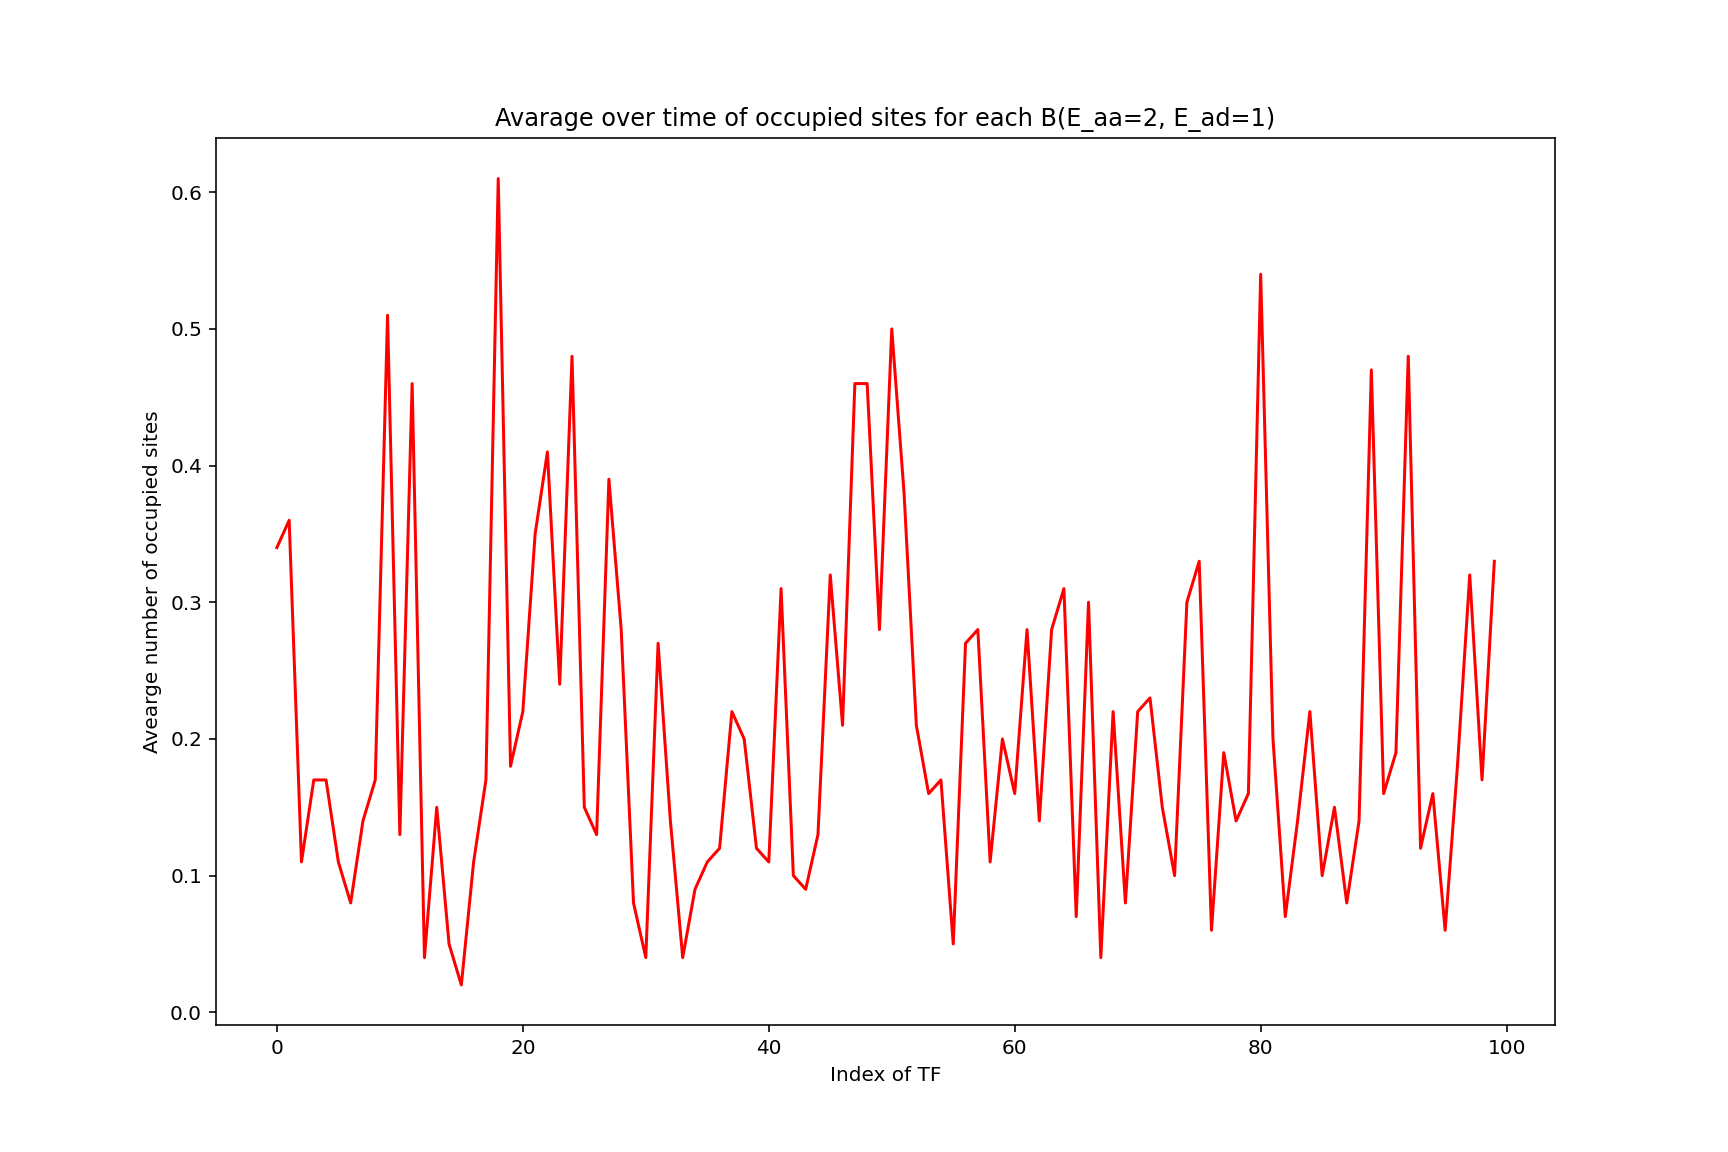 Avarage over time of occupied sites for each B(E_aa=2, E_ad=1)
Avearge number of occupied sites
0.6
0.5
0.4
0.3
0.2
0.1
0.0
0 20 40 60 80 100
Index of TF